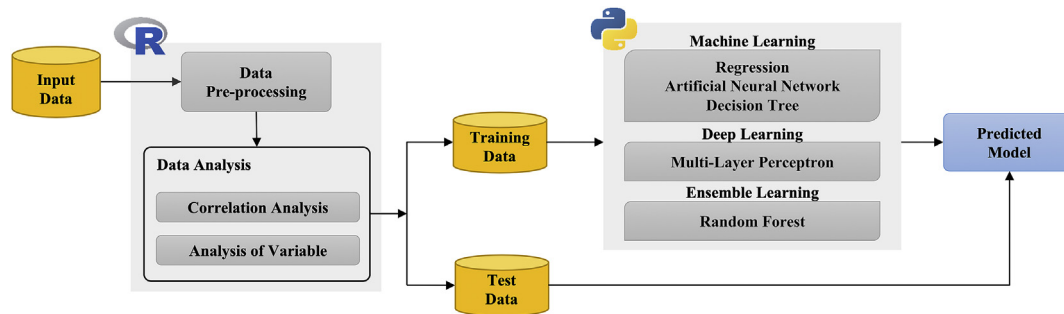 R
Input
Data
Data
Pre-processing
Data Analysis
Correlation Analysis
Analysis of Variable
Training
Data
Test
Data
Machine Learning
Regression
Artificial Neural Network
Decision Tree
Deep Learning
Multi-Layer Perceptron
Ensemble Learning
Random Forest
Predicted
Model